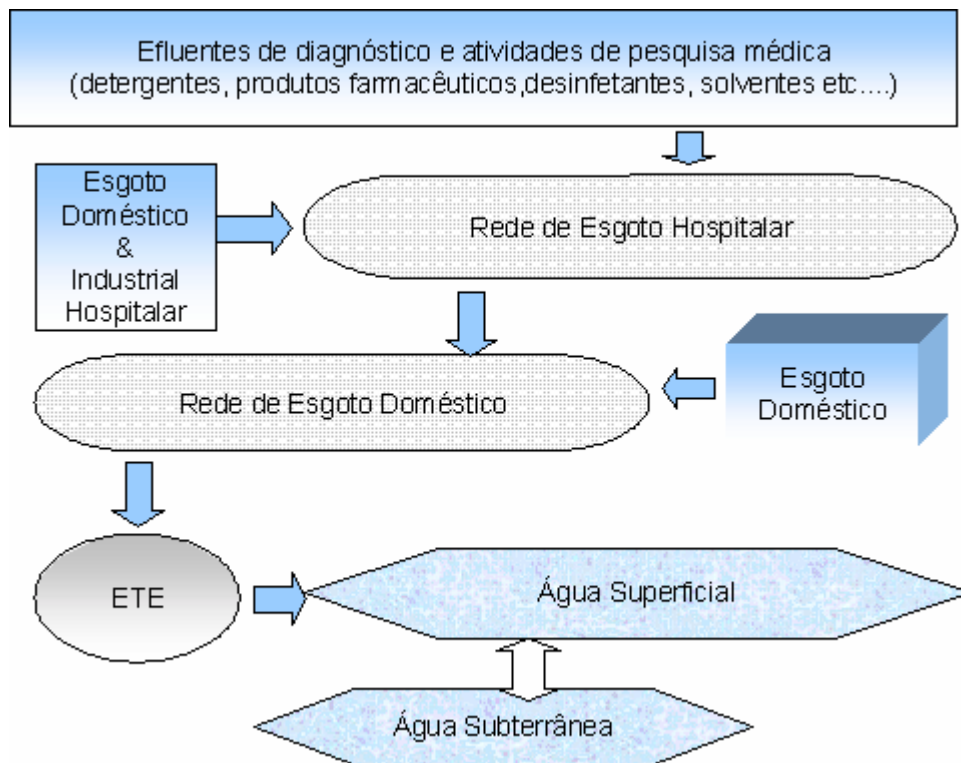 Efluentes de diagnóstico e atividades de pesquisa médica
(detergentes, produtos farmacêuticos,desinfetantes, solventes etc....)
Esgoto
Doméstico
&
Industrial
Hospitalar
Rede de Esgoto Hospitalar
Rede de Esgoto Doméstico
Esgoto
Doméstico
ETE
Água Superficial
Água Subterrânea